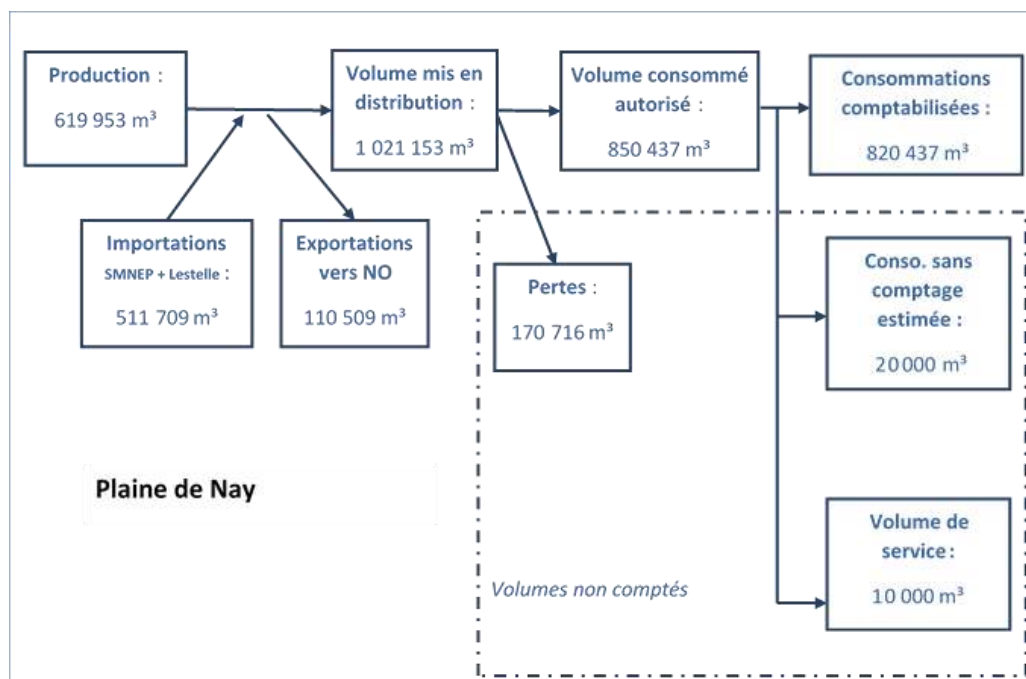 Production :
619 953 m³
Volume mis en
distribution :
1 021 153 m³
Volume consommé
autorisé :
850 437 m³
Consommations
comptabilisées :
820 437 m³
Importations
SMNEP + Lestelle :
511 709 m³
Exportations
vers NO
110 509 m³
Pertes :
170 716 m³
Conso. sans
comptage
estimée :
20 000 m³
Plaine de Nay
Volumes non comptés
Volume de
service :
10 000 m³